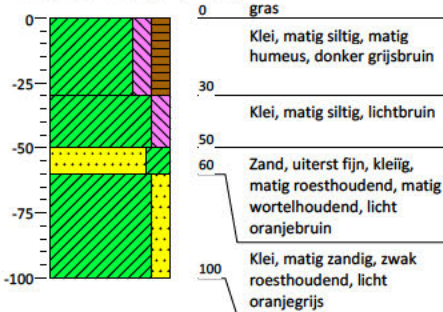 gras
0
0
Klei, matig siltig, matig
humeus, donker grijsbruin
-25
30
Klei, matig siltig, lichtbruin
-50
50
60
Zand, uiterst fijn, kleiïg,
matig roesthoudend, matig
wortelhoudend, licht
oranjebruin
-75
-100
100
Klei, matig zandig, zwak
roesthoudend, licht
oranjegrijs